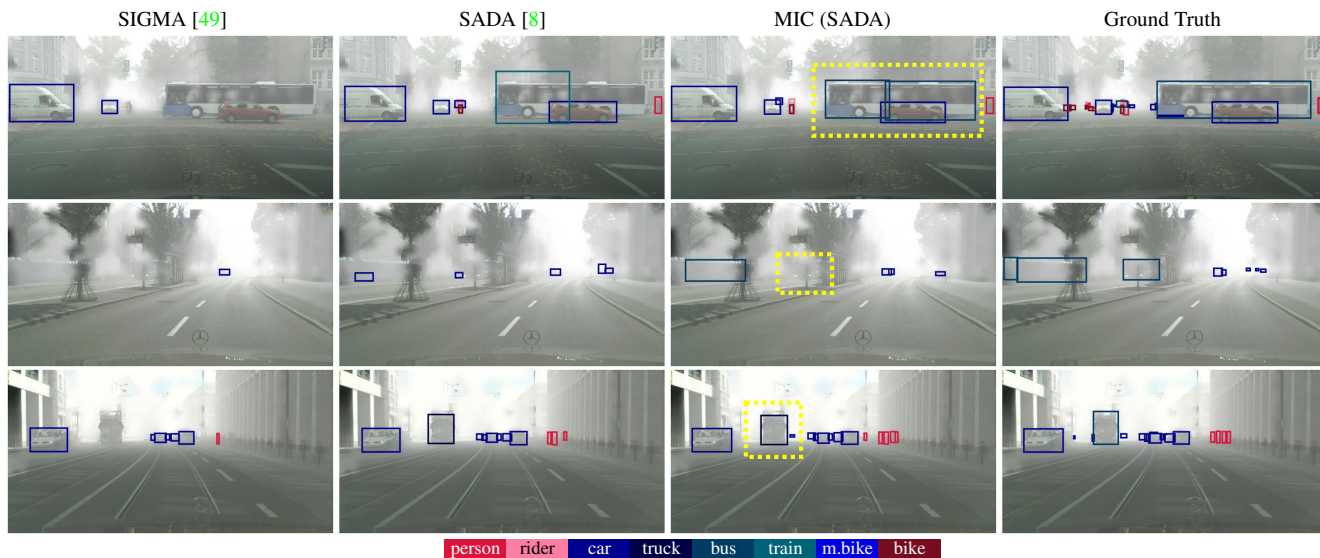 SIGMA [49] SADA [8] MIC (SADA) Ground Truth
person rider car truck bus train m.bike bike